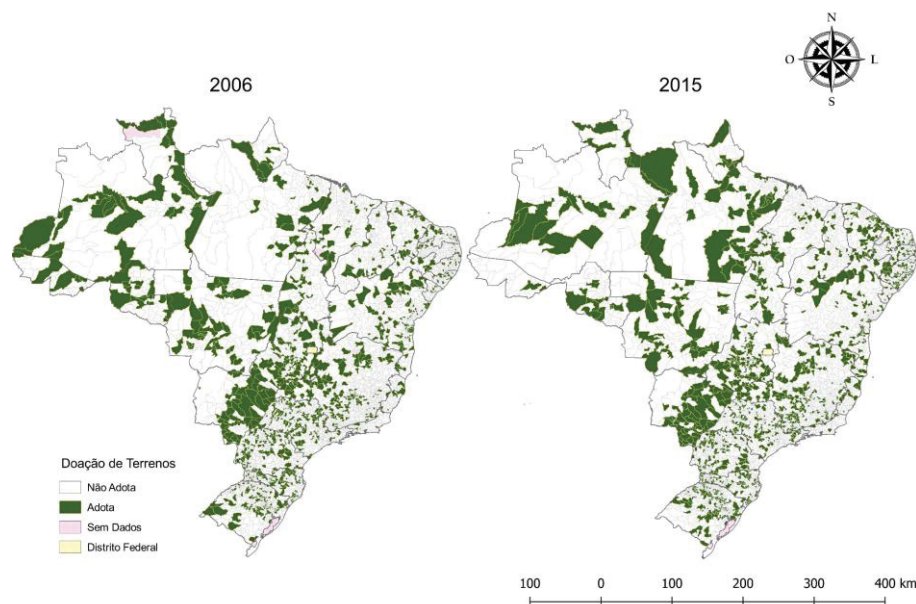 N
2006
2015
O
L
S
Doação de Terrenos
Não Adota
Adota
Sem Dados
Distrito Federal
100 0 100 200 300 400 km